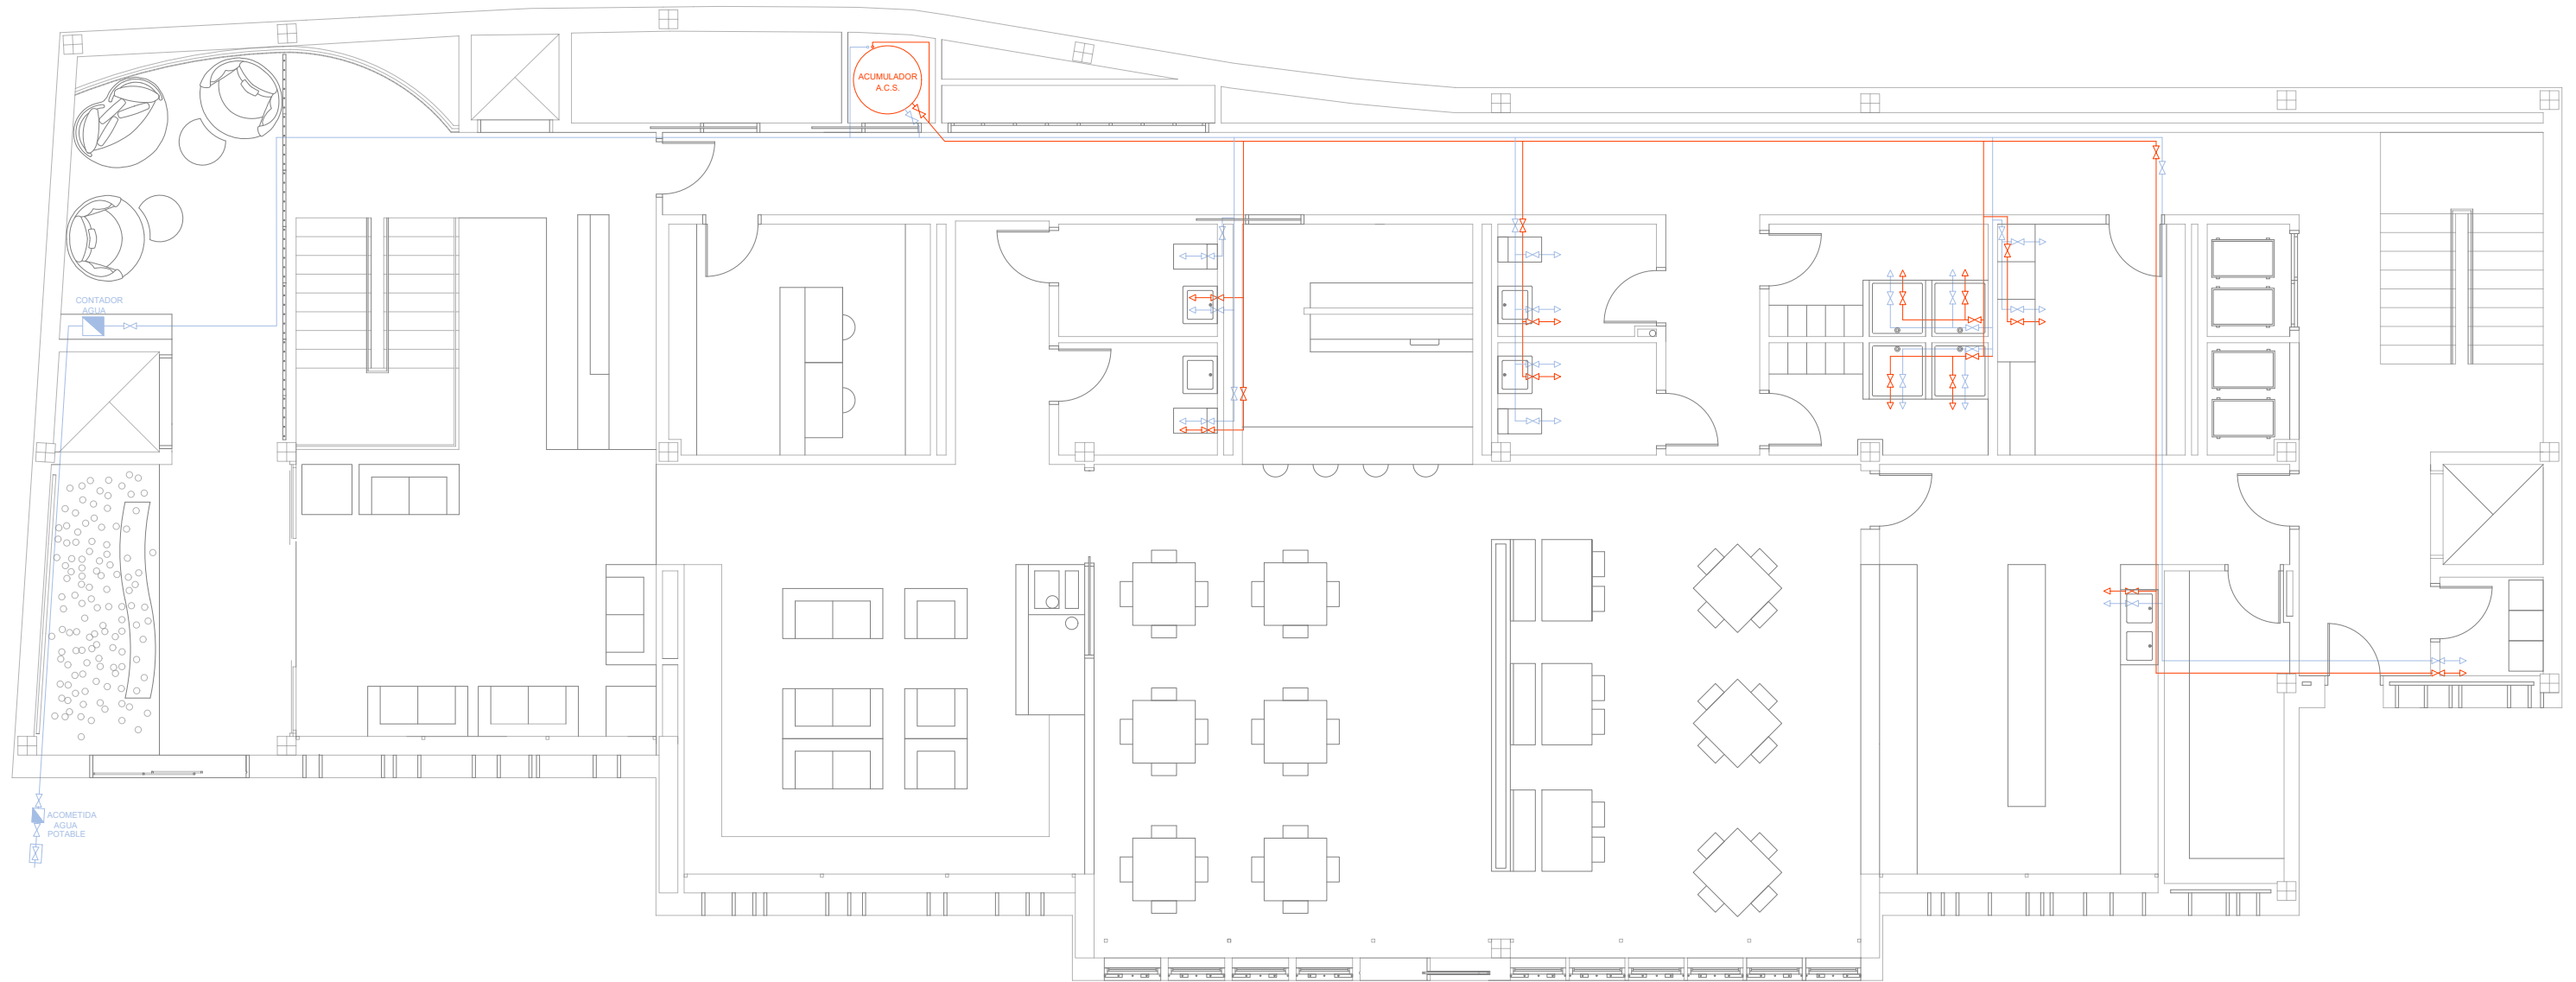 ACUMULADOR
A.C.S.
CONTADOR
AGUA
ACOMETIDA
AGUA
POTABLE